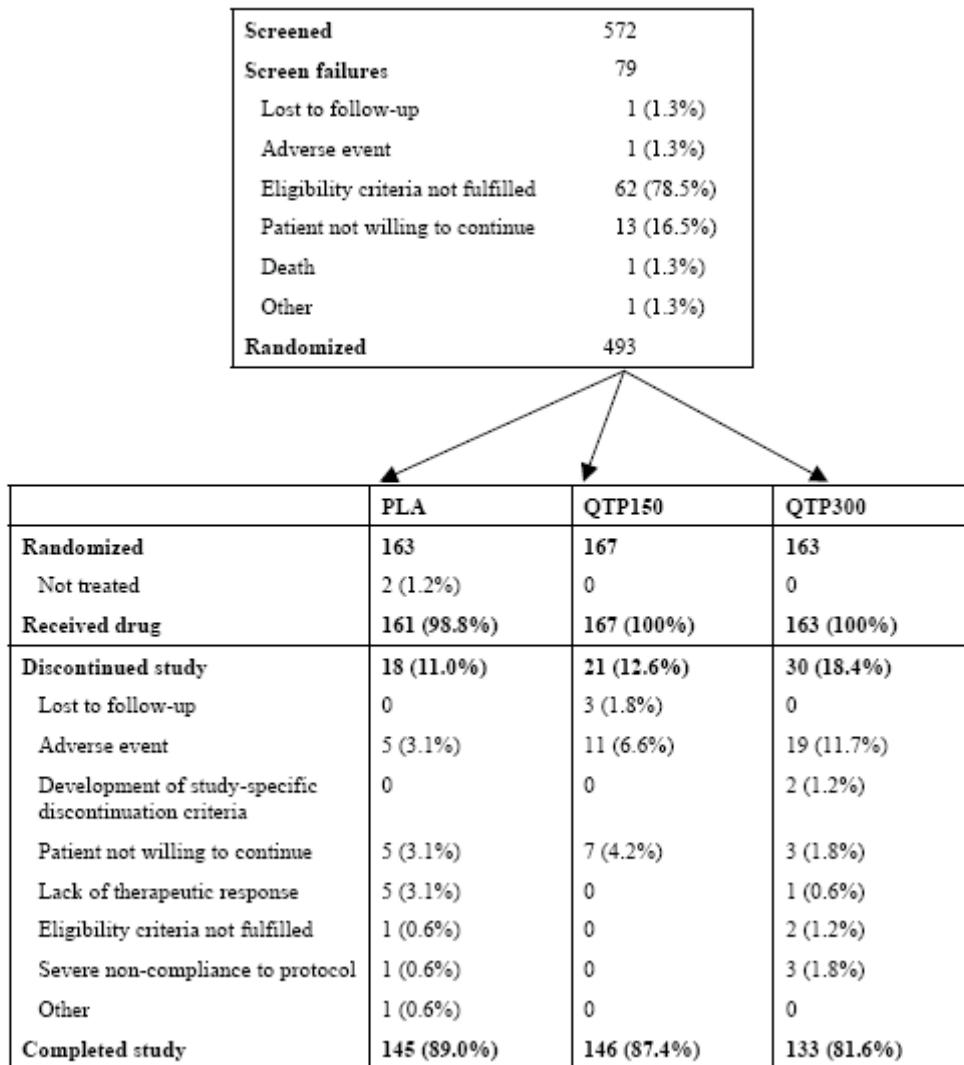 Screened 572
Screen failures 79
Lost to follow-up 1 (1.3%)
Adverse event 1 (1.3%)
Eligibility criteria not fulfilled 62 (78.5%)
Patient not willing to continue 13 (16.5%)
Death 1 (1.3%)
Other 1 (1.3%)
Randomized 493
PLA QTP150 QTP300
Randomized 163 167 163
Not treated 2 (1.2%) 0 0
Received drug 161 (98.8%) 167 (100%) 163 (100%)
Discontinued study 18 (11.0%) 21 (12.6%) 30 (18.4%)
Lost to follow-up 0 3 (1.8%) 0
Adverse event 5 (3.1%) 11 (6.6%) 19 (11.7%)
Development of study-specific 0 0 2 (1.2%)
discontinuation criteria
Patient not willing to continue 5 (3.1%) 7 (4.2%) 3 (1.8%)
Lack of therapeutic response 5 (3.1%) 0 1 (0.6%)
Eligibility criteria not fulfilled 1 (0.6%) 0 2 (1.2%)
Severe non-compliance to protocol 1 (0.6%) 0 3 (1.8%)
Other 1 (0.6%) 0 0
Completed study 145 (89.0%) 146 (87.4%) 133 (81.6%)